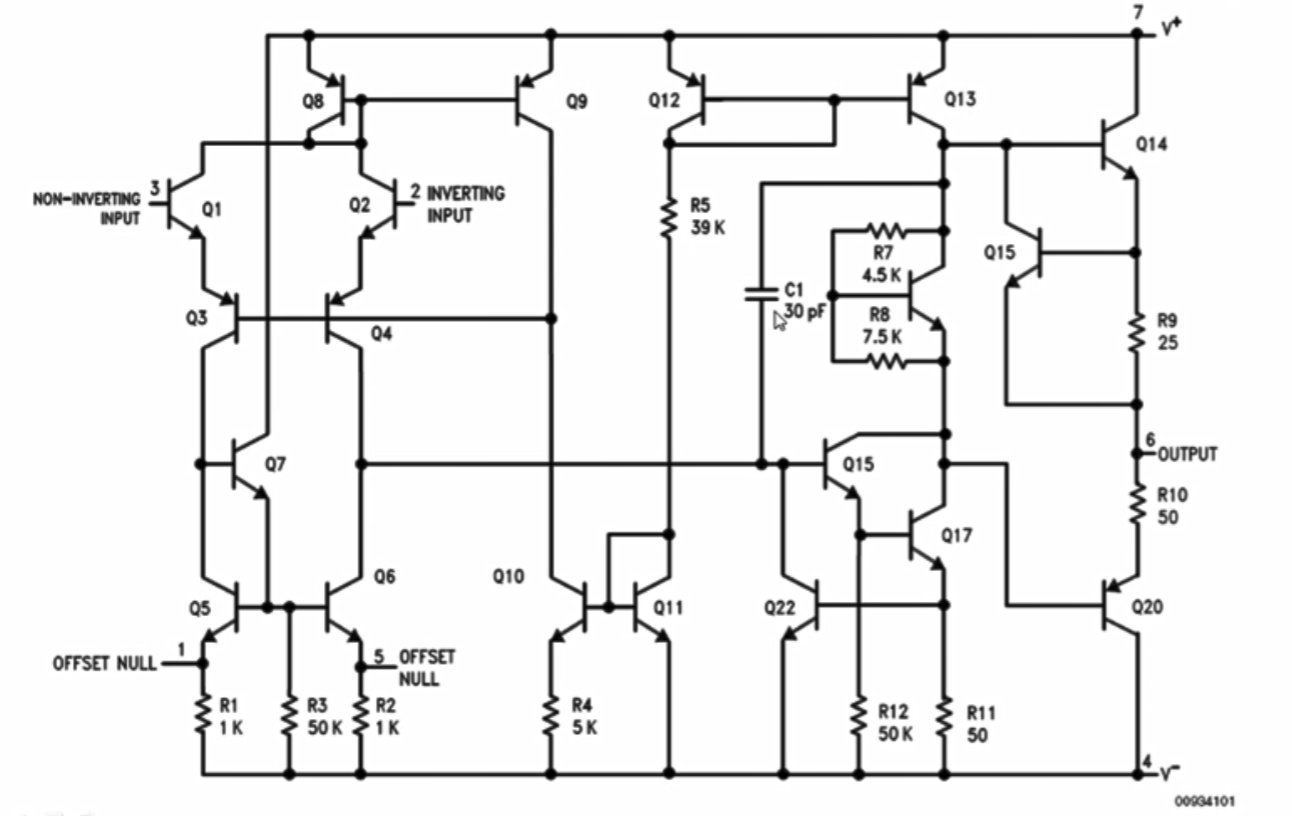 7
V+
Q8
Q9
Q12
Q13
Q14
NON-INVERTING
INPUT
3
Q1
Q2
2 INVERTING
INPUT
R5
39 K
R7
4.5 K
Q15
C1
30 pF
R8
7.5 K
Q3
Q4
R9
25
Q7
Q15
6
OUTPUT
R10
50
Q17
Q5
Q6
Q10
Q11
Q22
Q20
OFFSET NULL
1
5 OFFSET
NULL
R1
1 K
R3
50 K
R2
1 K
R4
5 K
R12
50 K
R11
50
4
V-
00934101